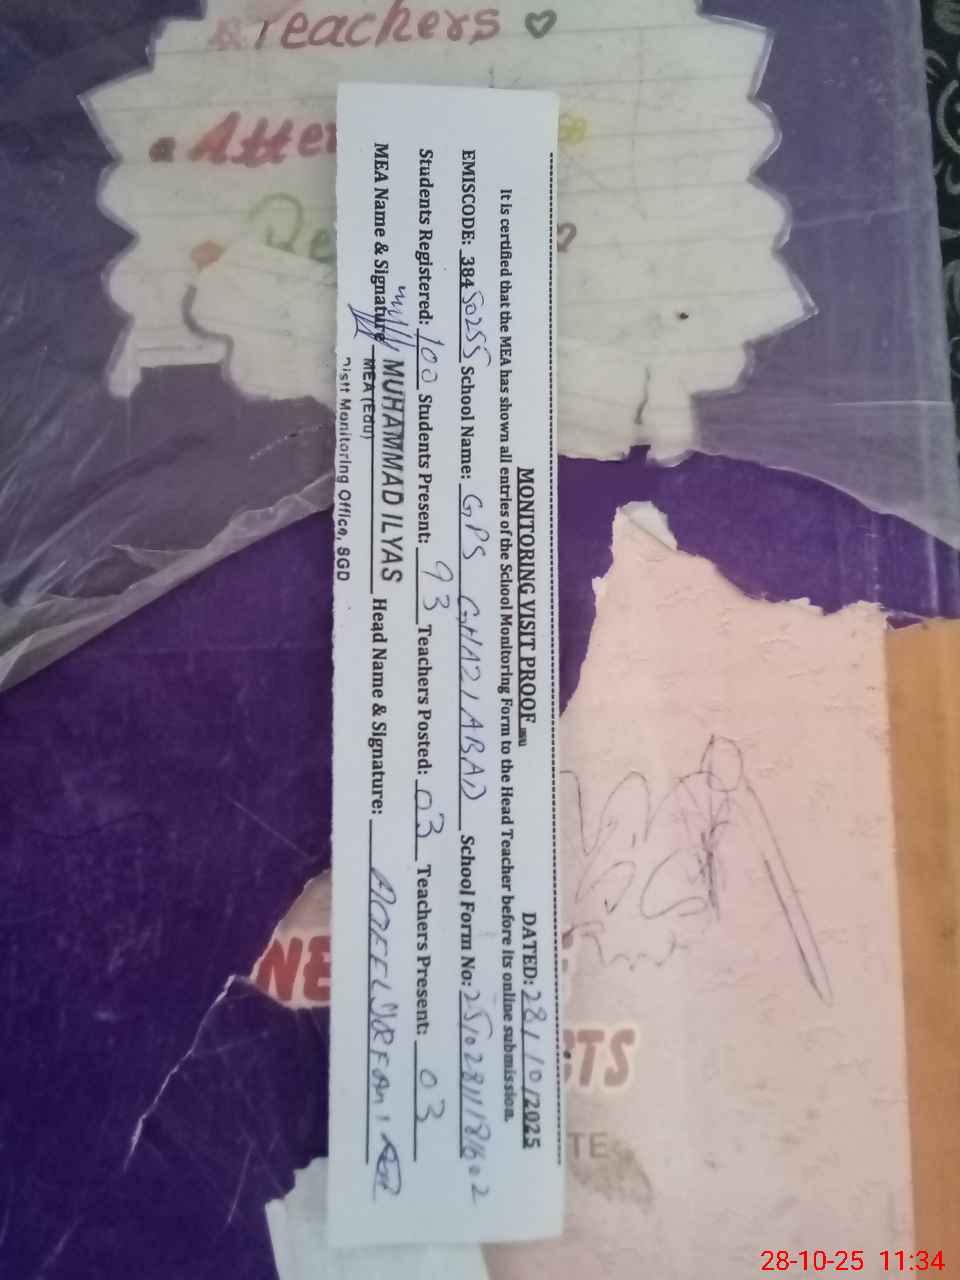 Teachers
MONITORING VISIT PROOF DATED: 28/10/2025
It is certified that the MEA has shown all entries of the School Monitoring Form to the Head Teacher before its online submission.
EMISCODE: 38450255 School Name: GPS GHAZIABAD School Form No:
Students Registered: 100 Students Present: 93 Teachers Posted: 03 Teachers Present: 03
MEA Name & Signature MUHAMMAD ILYAS Head Name & Signature:
MEA (Edu)
Distt Monitoring Office, SGD
28-10-25 11:34